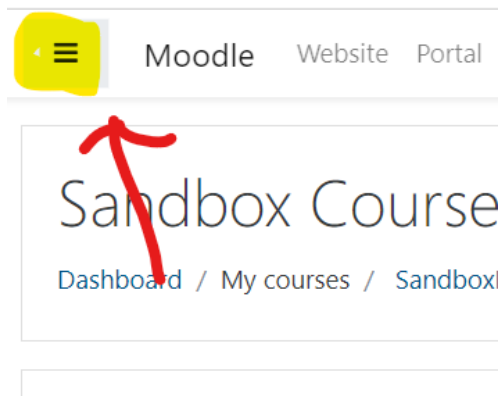 Moodle Website Portal
Sandbox Course
Dashboard / My courses / Sandbox